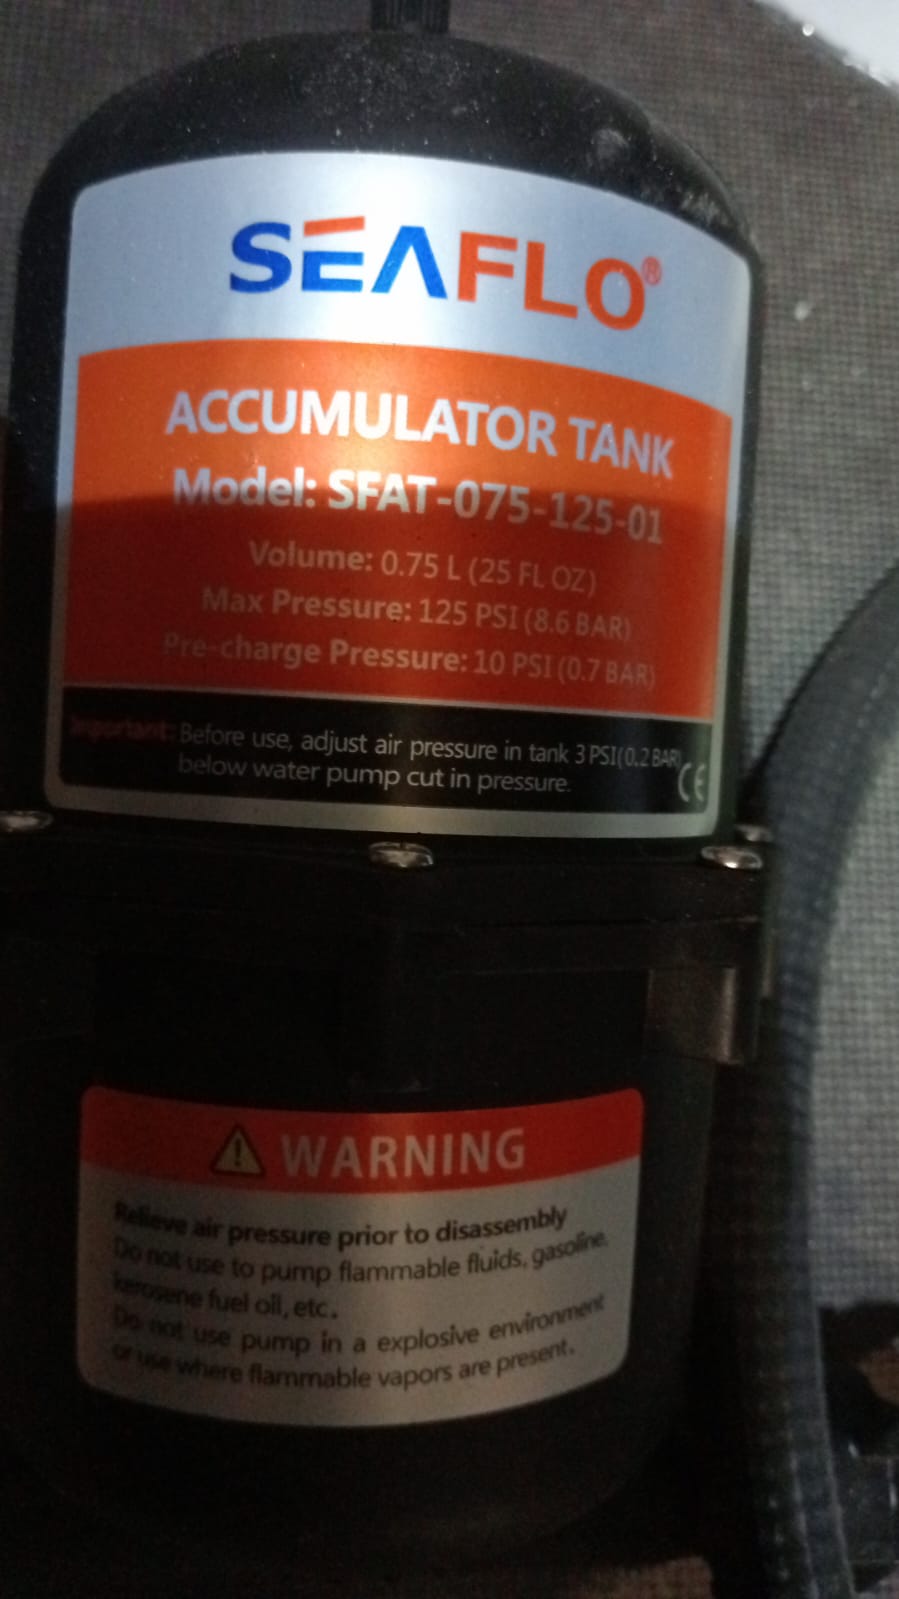 SEAFLO®
ACCUMULATOR TANK
Model: SFAT-075-125-01
Volume: 0.75 L (25 FL OZ)
Max Pressure: 125 PSI (8.6 BAR)
Pre-charge Pressure: 10 PSI (0.7 BAR)
Important: Before use, adjust air pressure in tank 3 PSI(0.2 BAR)
below water pump cut in pressure.
CE
WARNING
Relieve air pressure prior to disassembly
Do not use to pump flammable fluids, gasoline,
kerosene fuel oil, etc.
Do not use pump in a explosive environment
or use where flammable vapors are present.